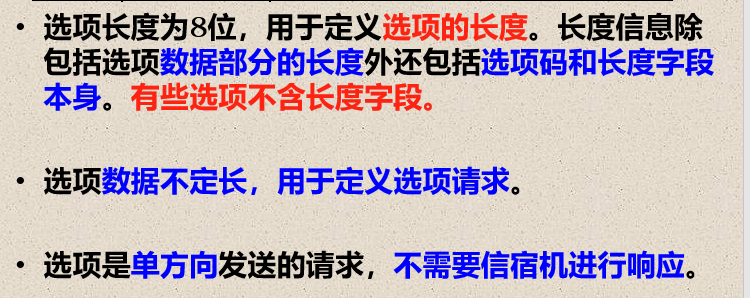 • 选项长度为8位，用于定义选项的长度。长度信息除
包括选项数据部分的长度外还包括选项码和长度字段
本身。有些选项不含长度字段。
• 选项数据不定长，用于定义选项请求。
• 选项是单方向发送的请求，不需要信宿机进行响应。